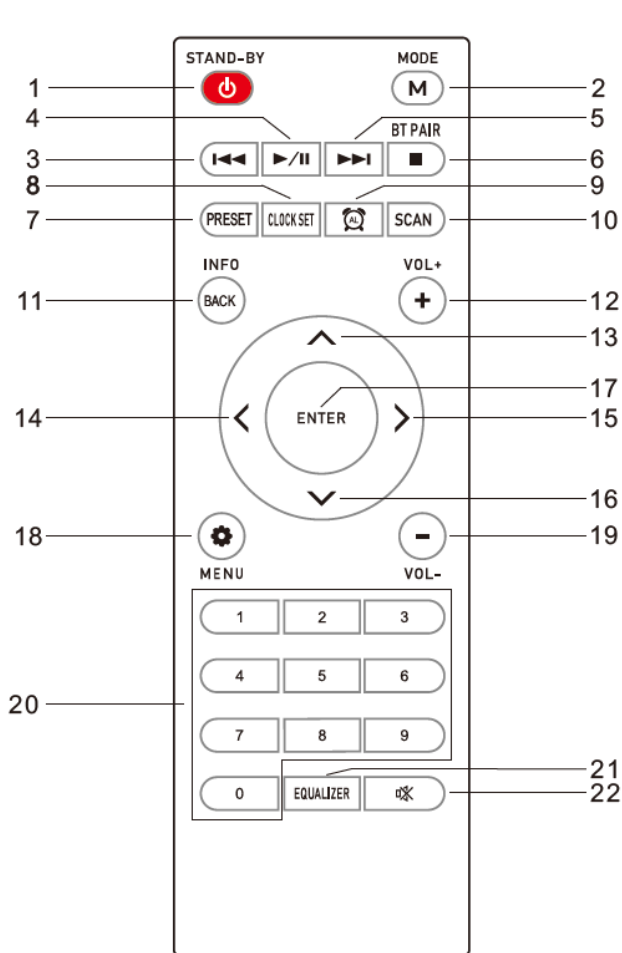 STAND-BY MODE
1 M 2
4 5
BT PAIR
3 6
8 9
7 PRESET CLOCK SET AL SCAN 10
INFO VOL+
11 BACK + 12
13
17
14 ENTER 15
16
18 - 19
MENU VOL-
1 2 3
4 5 6
20
7 8 9
21
0 EQUALIZER 22